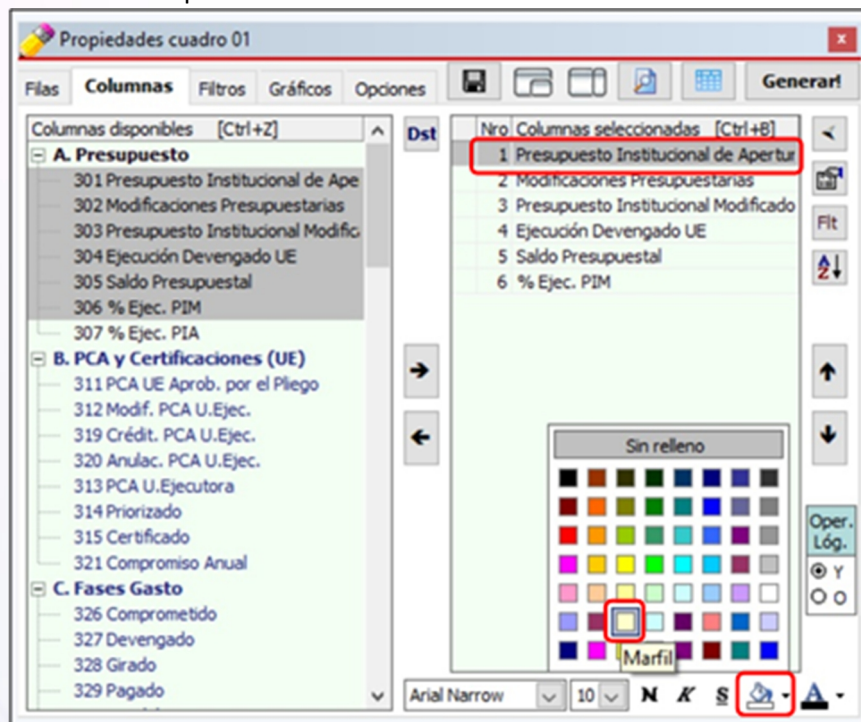 Propiedades cuadro 01
x
Filas Columnas Filtros Gráficos Opciones Generar!
Columnas disponibles [Ctrl+Z]
A. Presupuesto
301 Presupuesto Institucional de Ape
302 Modificaciones Presupuestarias
303 Presupuesto Institucional Modific
304 Ejecución Devengado UE
305 Saldo Presupuestal
306 % Ejec. PIM
307 % Ejec. PIA
B. PCA y Certificaciones (UE)
311 PCA UE Aprob. por el Pliego
312 Modif. PCA U.Ejec.
319 Crédit. PCA U.Ejec.
320 Anulac. PCA U.Ejec.
313 PCA U.Ejecutora
314 Priorizado
315 Certificado
321 Compromiso Anual
C. Fases Gasto
326 Comprometido
327 Devengado
328 Girado
329 Pagado
Dst
Nro Columnas seleccionadas [Ctrl+B]
1 Presupuesto Institucional de Apertur
2 Modificaciones Presupuestarias
3 Presupuesto Institucional Modificado
4 Ejecución Devengado UE
5 Saldo Presupuestal
6 % Ejec. PIM
Flt
A
Z
Sin relleno
Marfil
Oper.
Lóg.
Y
O
Arial Narrow 10 N K S A